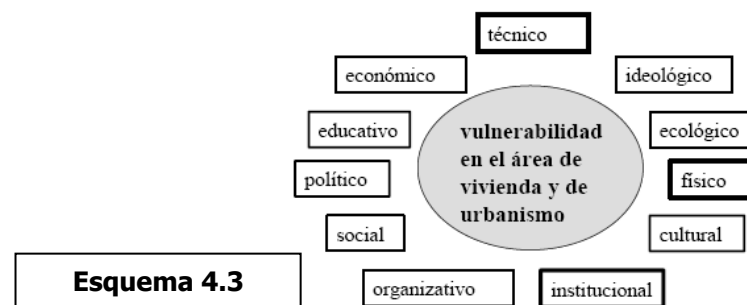 técnico
económico
ideológico
educativo
vulnerabilidad
en el área de
vivienda y de
urbanismo
ecológico
político
físico
social
cultural
Esquema 4.3
organizativo
institucional